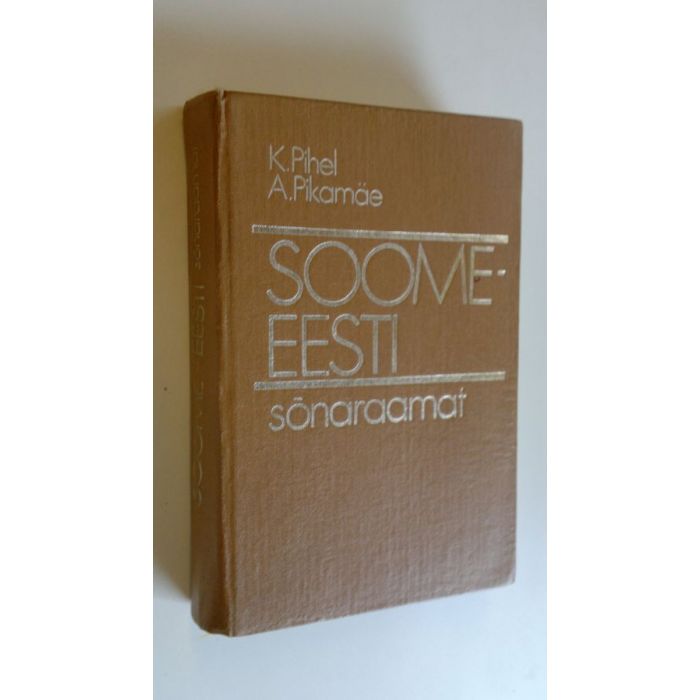 K.Pihel
A.Pikamäe
SOOME-
EESTI
sõnaraamat
SOOME-EESTI sõnaraamat